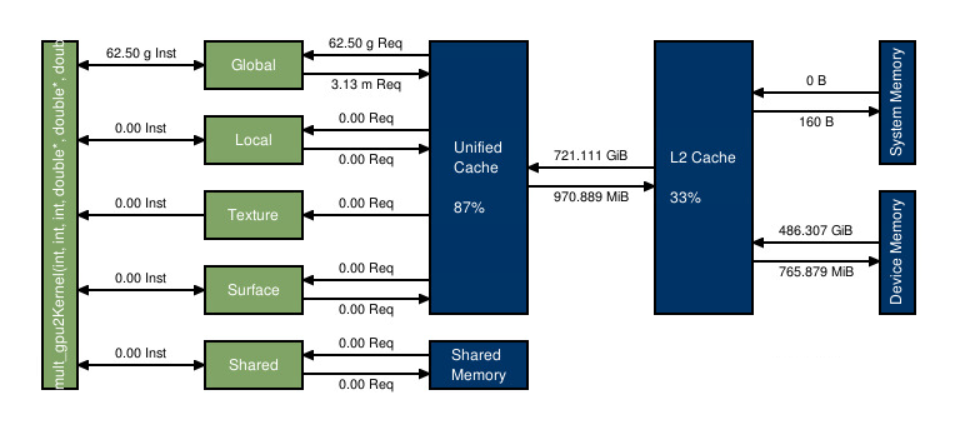 mult_gpu2Kernel(int, int, int, double*, double*, doub
62.50 g Inst
Global
62.50 g Req
3.13 m Req
0.00 Inst
Local
0.00 Req
0.00 Req
0.00 Inst
Texture
0.00 Req
0.00 Inst
Surface
0.00 Req
0.00 Req
0.00 Inst
Shared
0.00 Req
0.00 Req
Unified
Cache
87%
Shared
Memory
721.111 GiB
970.889 MiB
L2 Cache
33%
0 B
160 B
System Memory
486.307 GiB
765.879 MiB
Device Memory